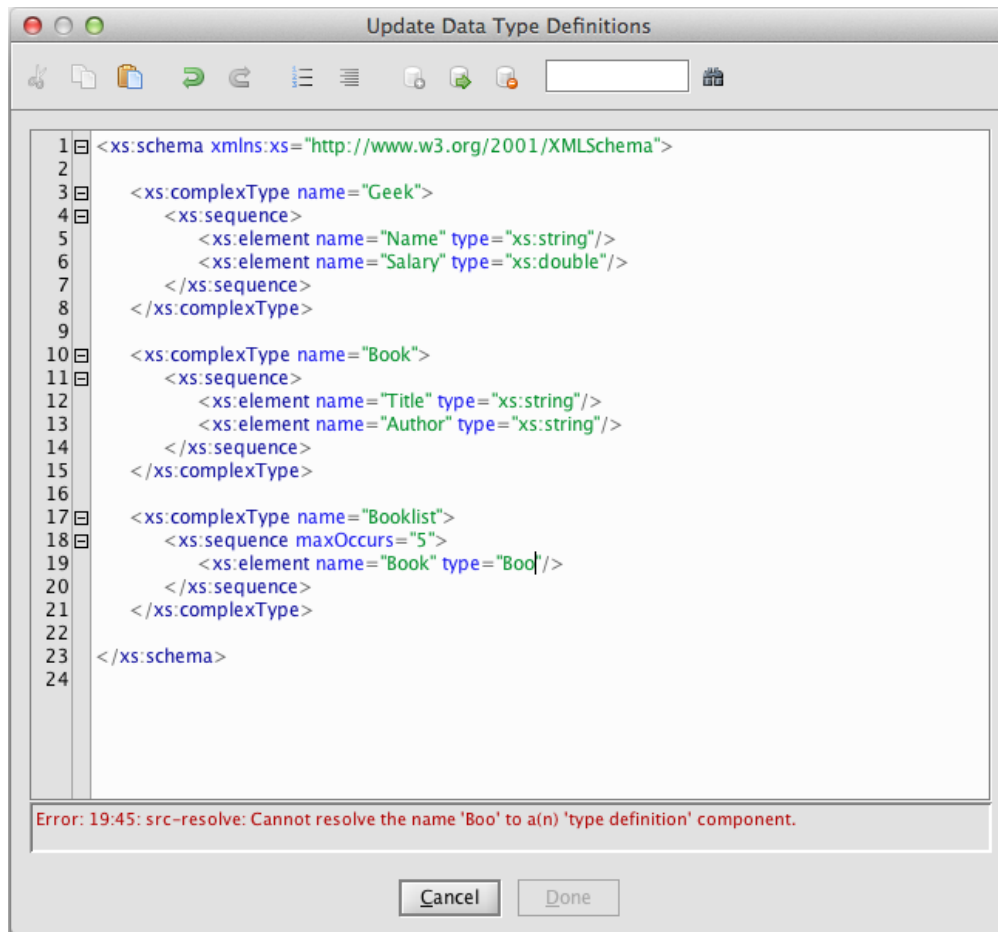 Update Data Type Definitions
1 <xs:schema xmlns:xs="http://www.w3.org/2001/XMLSchema">
2
3 <xs:complexType name="Geek">
4 <xs:sequence>
5 <xs:element name="Name" type="xs:string"/>
6 <xs:element name="Salary" type="xs:double"/>
7 </xs:sequence>
8 </xs:complexType>
9
10 <xs:complexType name="Book">
11 <xs:sequence>
12 <xs:element name="Title" type="xs:string"/>
13 <xs:element name="Author" type="xs:string"/>
14 </xs:sequence>
15 </xs:complexType>
16
17 <xs:complexType name="Booklist">
18 <xs:sequence maxOccurs="5">
19 <xs:element name="Book" type="Boo"/>
20 </xs:sequence>
21 </xs:complexType>
22
23 </xs:schema>
24
Error: 19:45: src-resolve: Cannot resolve the name 'Boo' to a(n) 'type definition' component.
Cancel Done